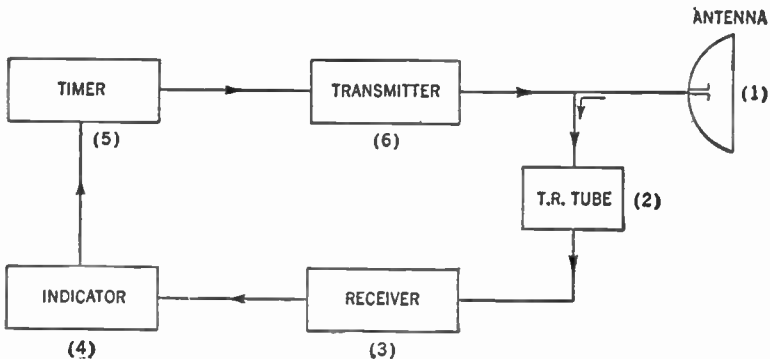 ANTENNA
TIMER
TRANSMITTER
(1)
(5)
(6)
T.R. TUBE
(2)
INDICATOR
RECEIVER
(4)
(3)